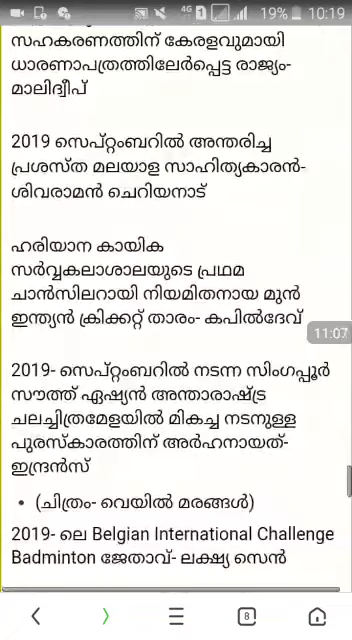 4G 1 19% 10:19
സഹകരണത്തിന് കേരളവുമായി
ധാരണാപത്രത്തിലേർപ്പെട്ട രാജ്യം-
മാലിദ്വീപ്
2019 സെപ്റ്റംബറിൽ അന്തരിച്ച
പ്രശസ്ത മലയാള സാഹിത്യകാരൻ-
ശിവരാമൻ ചെറിയനാട്
ഹരിയാന കായിക
സർവ്വകലാശാലയുടെ പ്രഥമ
ചാൻസിലറായി നിയമിതനായ മുൻ
ഇന്ത്യൻ ക്രിക്കറ്റ് താരം- കപിൽദേവ്
11:07
2019- സെപ്റ്റംബറിൽ നടന്ന സിംഗപ്പൂർ
സൗത്ത് ഏഷ്യൻ അന്താരാഷ്ട്ര
ചലച്ചിത്രമേളയിൽ മികച്ച നടനുള്ള
പുരസ്കാരത്തിന് അർഹനായത്-
ഇന്ദ്രൻസ്
• (ചിത്രം- വെയിൽ മരങ്ങൾ)
2019- ലെ Belgian International Challenge
Badminton ജേതാവ്- ലക്ഷ്യ സെൻ
8